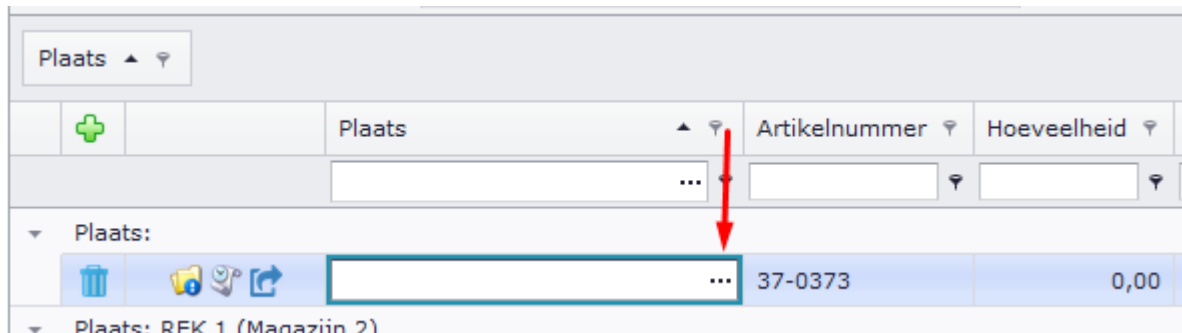 Plaats
Plaats Artikelnummer Hoeveelheid
...
Plaats:
... 37-0373 0,00
Plaats: REK 1 (Magazijn 2)